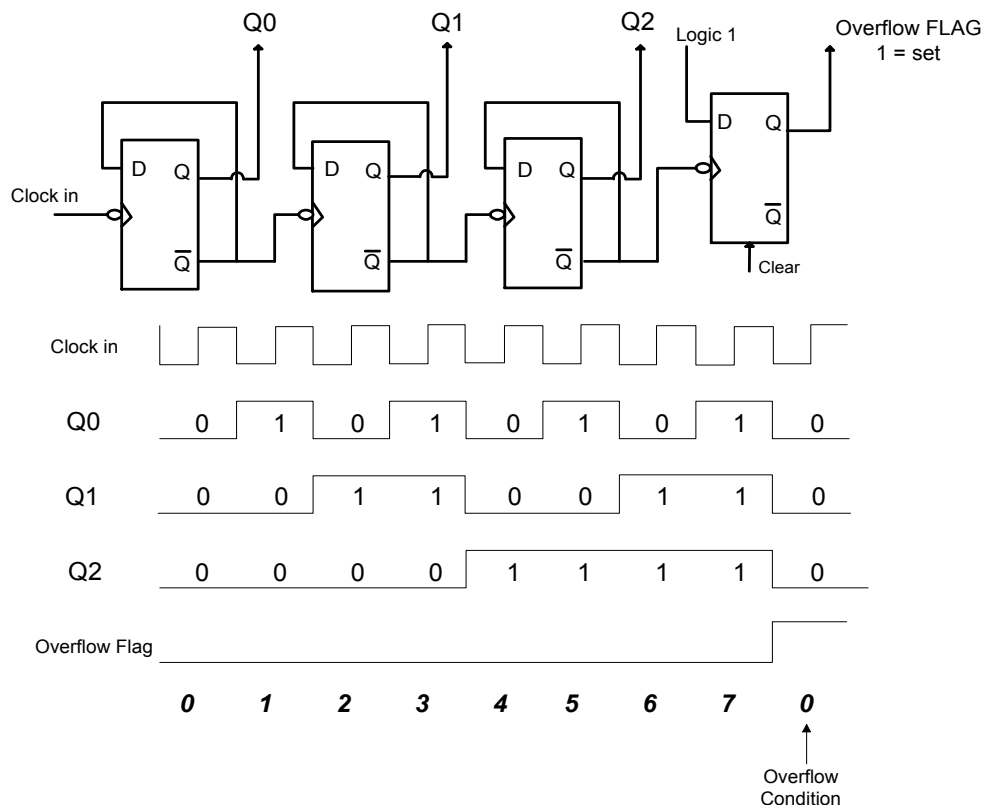 Q0 Q1 Q2 Logic 1 Overflow FLAG
1 = set
D Q D Q D Q D Q
Clock in
Q̅ Q̅ Q̅ Q̅
Clear
Clock in
Q0 0 1 0 1 0 1 0 1 0
Q1 0 0 1 1 0 0 1 1 0
Q2 0 0 0 0 1 1 1 1 0
Overflow Flag
0 1 2 3 4 5 6 7 0
Overflow
Condition